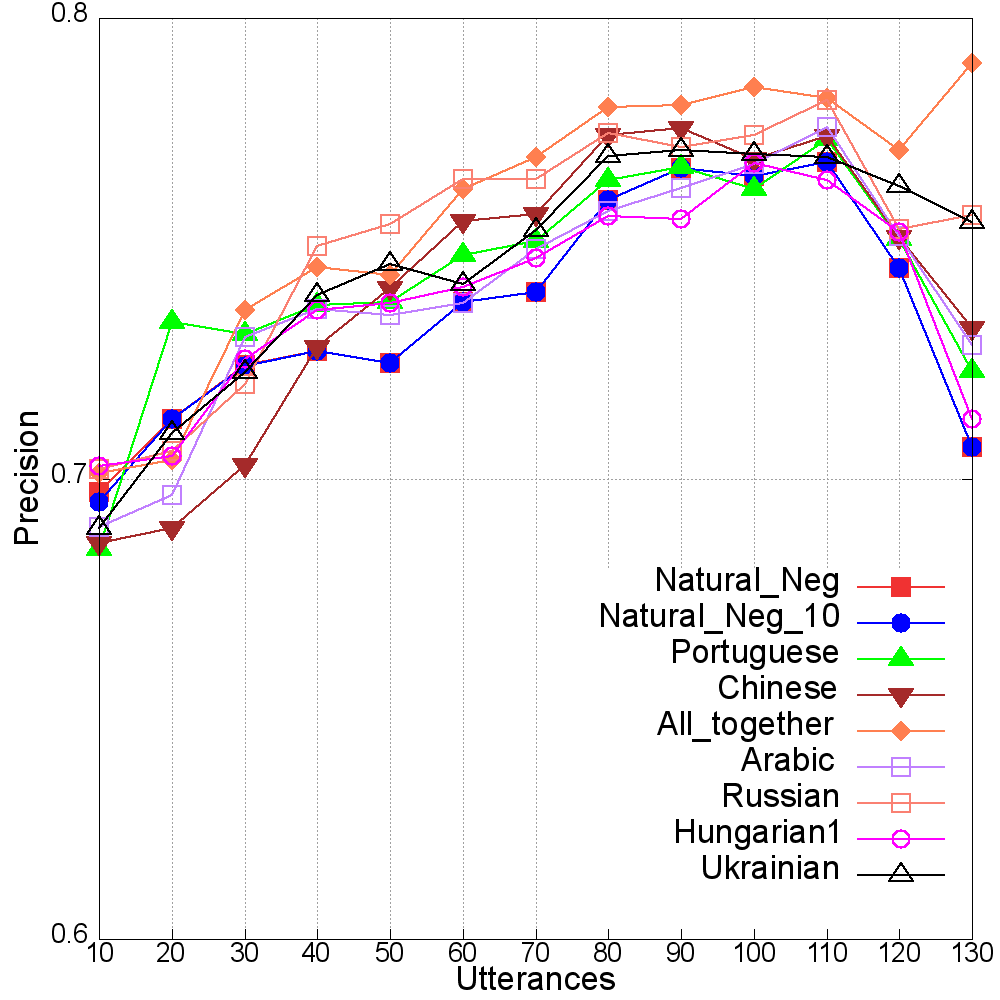 0.8
0.7
0.6
Precision
Natural_Neg
Natural_Neg_10
Portuguese
Chinese
All_together
Arabic
Russian
Hungarian1
Ukrainian
10 20 30 40 50 60 70 80 90 100 110 120 130
Utterances